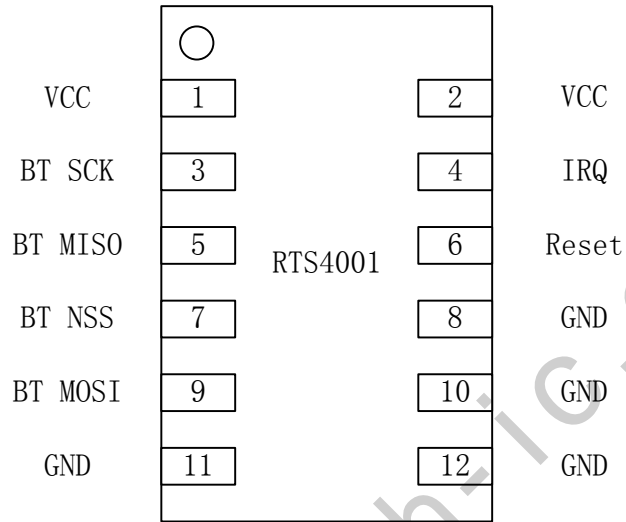 VCC 1 2 VCC
BT SCK 3 4 IRQ
BT MISO 5 6 Reset
RTS4001
BT NSS 7 8 GND
BT MOSI 9 10 GND
GND 11 12 GND
h-ic.